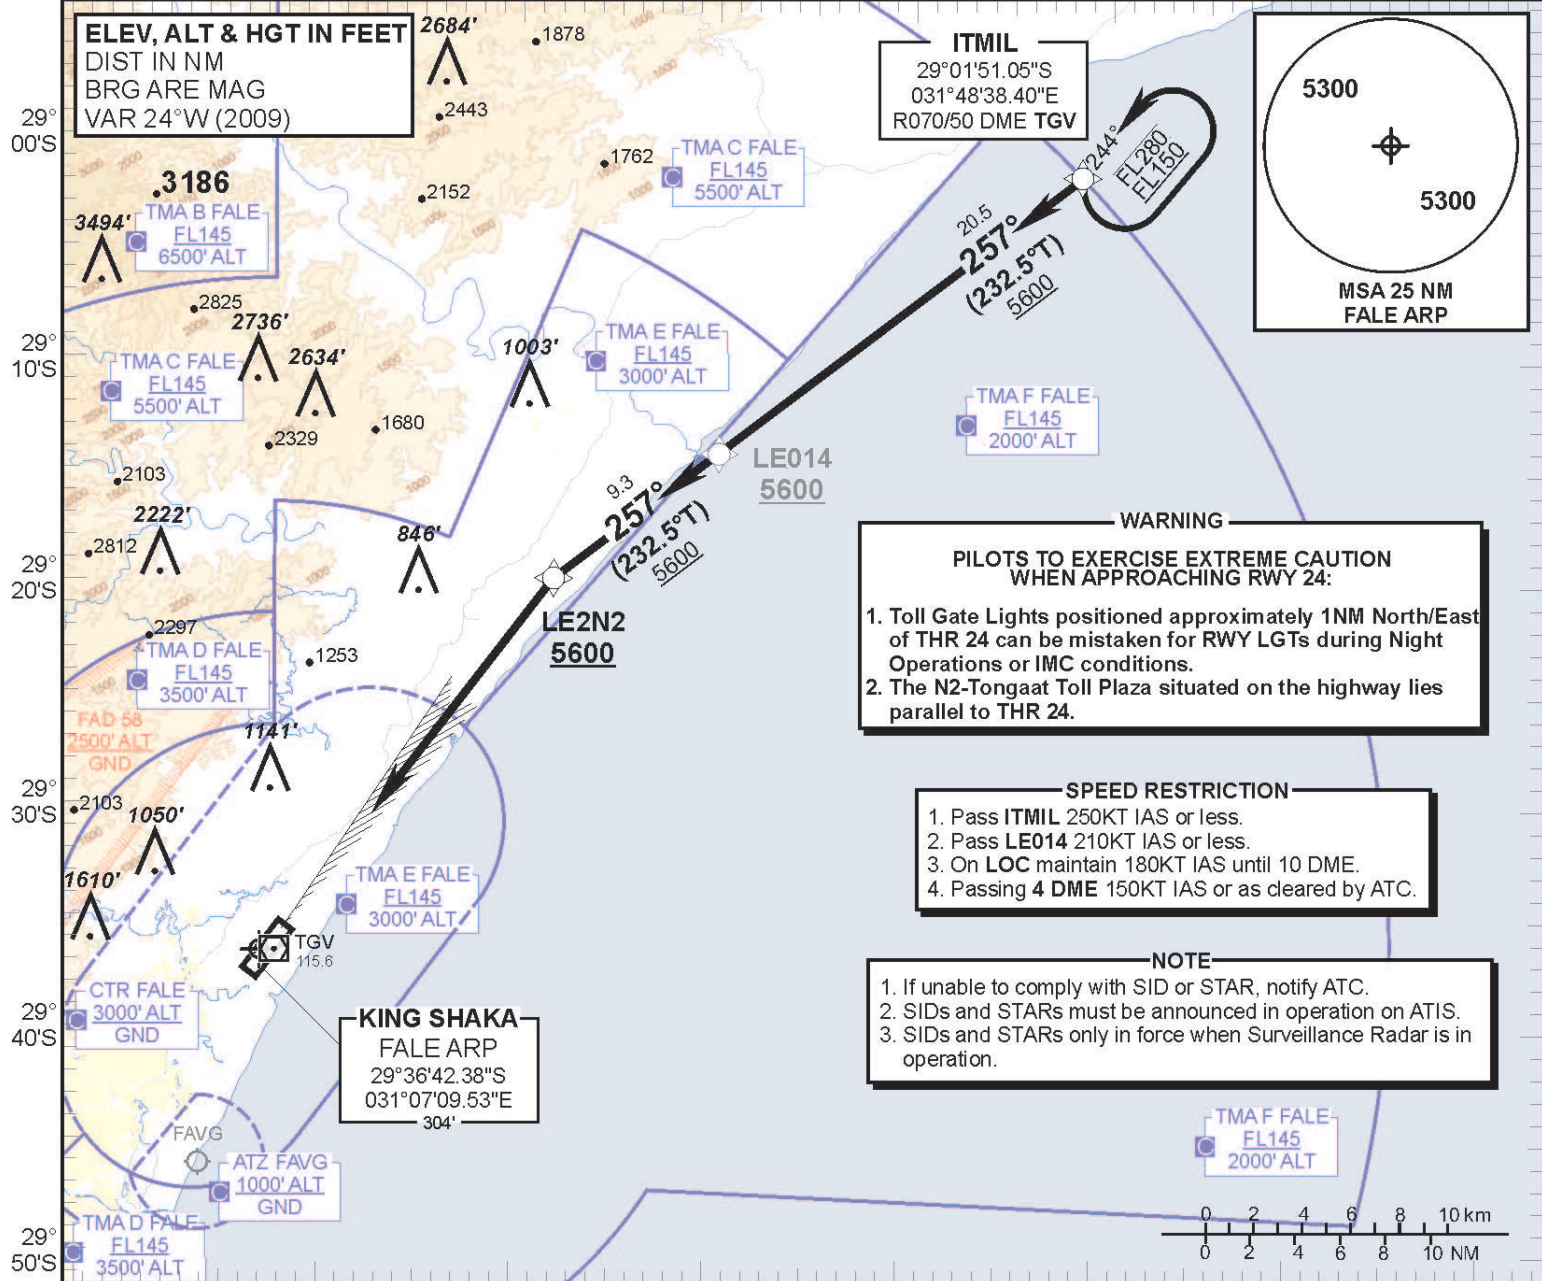 ELEV, ALT & HGT IN FEET
DIST IN NM
BRG ARE MAG
VAR 24°W (2009)
2684'
1878
2443
1762
2152
3186
3494'
TMA B FALE
FL145
6500' ALT
TMA C FALE
FL145
5500' ALT
ITMIL
29°01'51.05"S
031°48'38.40"E
R070/50 DME TGV
244°
FL280
FL150
5300
5300
MSA 25 NM
FALE ARP
29°
00'S
20.5
257°
(232.5°T)
5600
2825
2736'
2634'
1003'
TMA E FALE
FL145
3000' ALT
29°
10'S
TMA C FALE
FL145
5500' ALT
1680
2329
2103
TMA F FALE
FL145
2000' ALT
LE014
5600
9.3
257°
(232.5°T)
5600
2222'
846'
2812
29°
20'S
LE2N2
5600
2297
1253
TMA D FALE
FL145
3500' ALT
FAD 58
2500' ALT
GND
1141'
WARNING
PILOTS TO EXERCISE EXTREME CAUTION
WHEN APPROACHING RWY 24:
1. Toll Gate Lights positioned approximately 1NM North/East
of THR 24 can be mistaken for RWY LGTs during Night
Operations or IMC conditions.
2. The N2-Tongaat Toll Plaza situated on the highway lies
parallel to THR 24.
29°
30'S
2103
1050'
1610'
SPEED RESTRICTION
1. Pass ITMIL 250KT IAS or less.
2. Pass LE014 210KT IAS or less.
3. On LOC maintain 180KT IAS until 10 DME.
4. Passing 4 DME 150KT IAS or as cleared by ATC.
TMA E FALE
FL145
3000' ALT
TGV
115.6
NOTE
1. If unable to comply with SID or STAR, notify ATC.
2. SIDs and STARs must be announced in operation on ATIS.
3. SIDs and STARs only in force when Surveillance Radar is in
operation.
CTR FALE
3000' ALT
GND
29°
40'S
KING SHAKA
FALE ARP
29°36'42.38"S
031°07'09.53"E
304'
FAVG
ATZ FAVG
1000' ALT
GND
TMA F FALE
FL145
2000' ALT
TMA D FALE
FL145
3500' ALT
29°
50'S
0 2 4 6 8 10 km
0 2 4 6 8 10 NM